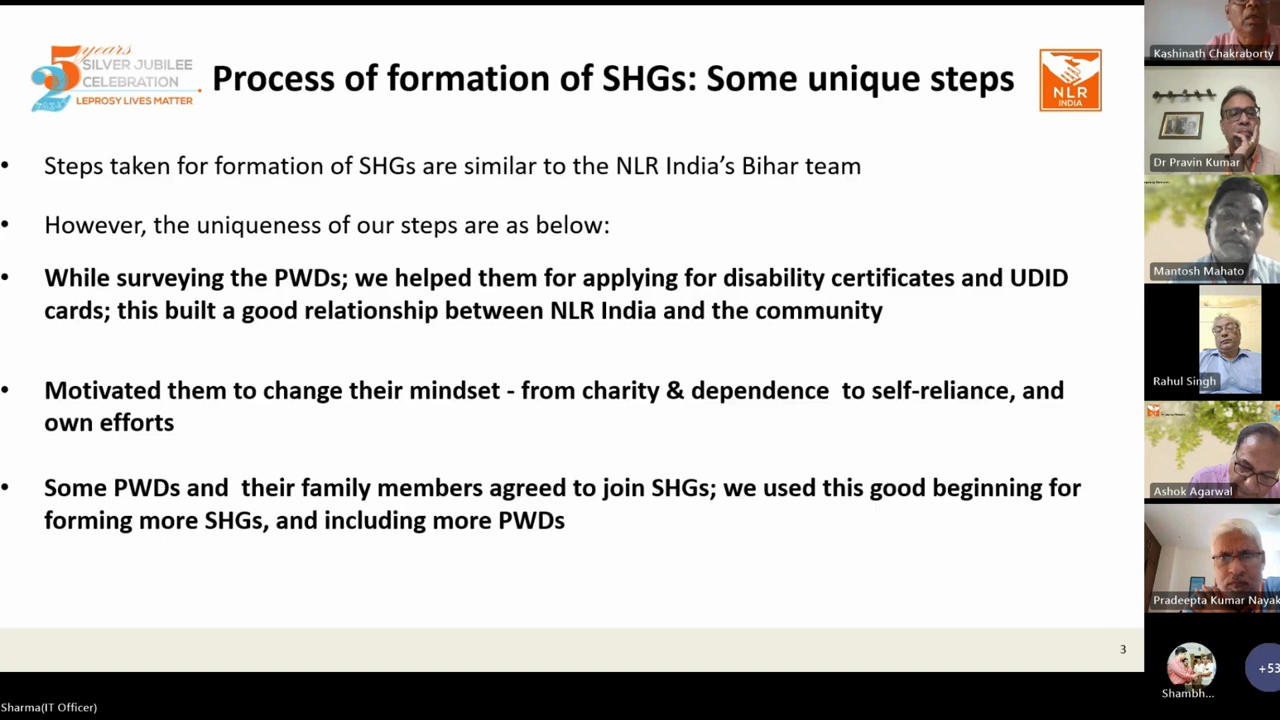 25 years
SILVER JUBILEE
CELEBRATION
LEPROSY LIVES MATTER
Process of formation of SHGs: Some unique steps
NLR
INDIA
• Steps taken for formation of SHGs are similar to the NLR India’s Bihar team
• However, the uniqueness of our steps are as below:
• While surveying the PWDs; we helped them for applying for disability certificates and UDID
cards; this built a good relationship between NLR India and the community
• Motivated them to change their mindset - from charity & dependence to self-reliance, and
own efforts
• Some PWDs and their family members agreed to join SHGs; we used this good beginning for
forming more SHGs, and including more PWDs
3
Kashinath Chakraborty
Dr Pravin Kumar
Mantosh Mahato
Rahul Singh
Ashok Agarwal
Pradeepta Kumar Nayak
Shambh...
+53
Sharma(IT Officer)